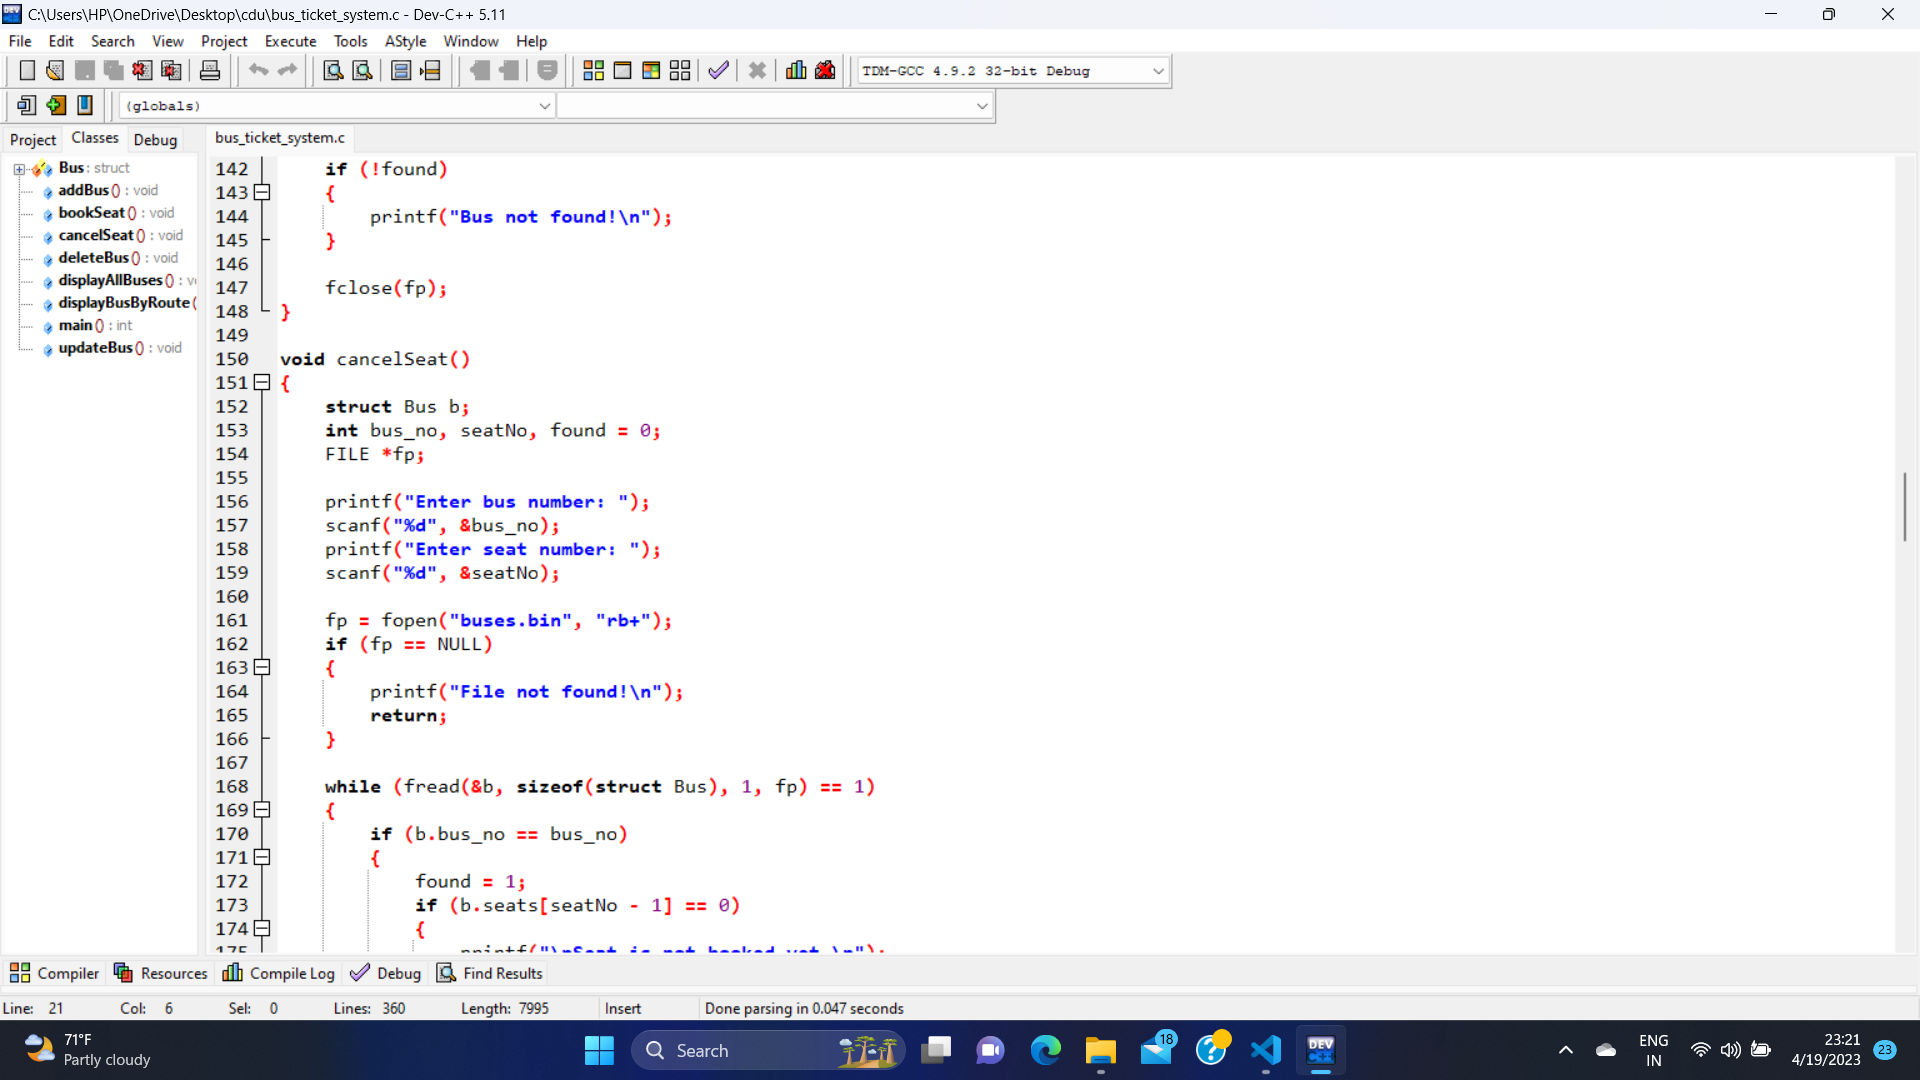 C:\Users\HP\OneDrive\Desktop\cdu\bus_ticket_system.c - Dev-C++ 5.11
File Edit Search View Project Execute Tools AStyle Window Help
TDM-GCC 4.9.2 32-bit Debug
(globals)
Project Classes Debug
bus_ticket_system.c
Bus : struct
addBus () : void
bookSeat () : void
cancelSeat () : void
deleteBus () : void
displayAllBuses () : v
displayBusByRoute (
main () : int
updateBus () : void
142 if (!found)
143 {
144 printf("Bus not found!\n");
145 }
146
147 fclose(fp);
148 }
149
150 void cancelSeat()
151 {
152 struct Bus b;
153 int bus_no, seatNo, found = 0;
154 FILE *fp;
155
156 printf("Enter bus number: ");
157 scanf("%d", &bus_no);
158 printf("Enter seat number: ");
159 scanf("%d", &seatNo);
160
161 fp = fopen("buses.bin", "rb+");
162 if (fp == NULL)
163 {
164 printf("File not found!\n");
165 return;
166 }
167
168 while (fread(&b, sizeof(struct Bus), 1, fp) == 1)
169 {
170 if (b.bus_no == bus_no)
171 {
172 found = 1;
173 if (b.seats[seatNo - 1] == 0)
174 {
175 printf("\nSeat is not booked yet.\n");
Compiler Resources Compile Log Debug Find Results
Line: 21 Col: 6 Sel: 0 Lines: 360 Length: 7995 Insert Done parsing in 0.047 seconds
71°F
Partly cloudy
Search
18
DEV
C++
ENG
IN
23:21
4/19/2023
23